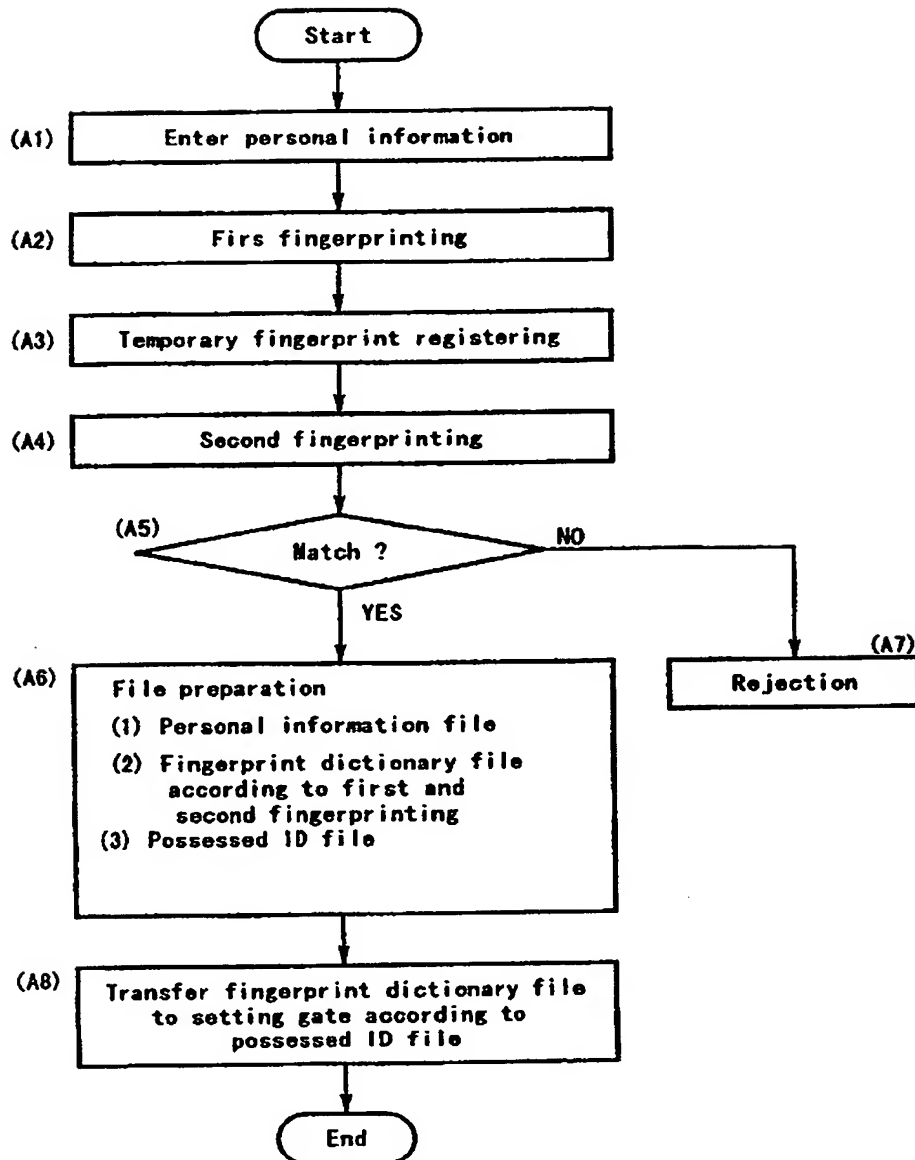 Start
(A1)
Enter personal information
(A2)
Firs fingerprinting
(A3)
Temporary fingerprint registering
(A4)
Second fingerprinting
(A5)
Match ?
NO
YES
(A7)
Rejection
(A6)
File preparation
(1) Personal information file
(2) Fingerprint dictionary file
according to first and
second fingerprinting
(3) Possessed ID file
(A8)
Transfer fingerprint dictionary file
to setting gate according to
possessed ID file
End